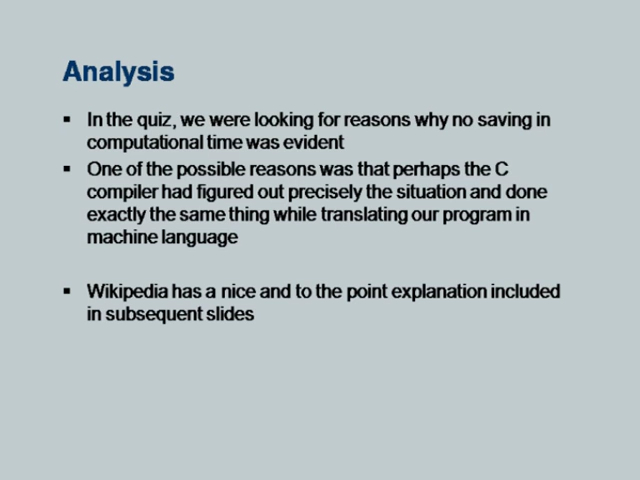 Analysis
▪ In the quiz, we were looking for reasons why no saving in
computational time was evident
▪ One of the possible reasons was that perhaps the C
compiler had figured out precisely the situation and done
exactly the same thing while translating our program in
machine language
▪ Wikipedia has a nice and to the point explanation included
in subsequent slides